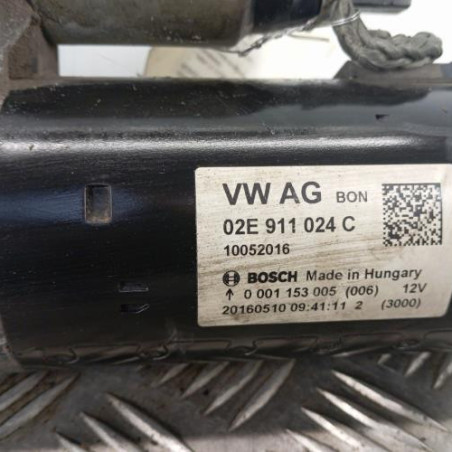 VW AG BON
02E 911 024 C
10052016
BOSCH Made in Hungary
0 001 153 005 (006) 12V
20160510 09:41:11 2 (3000)